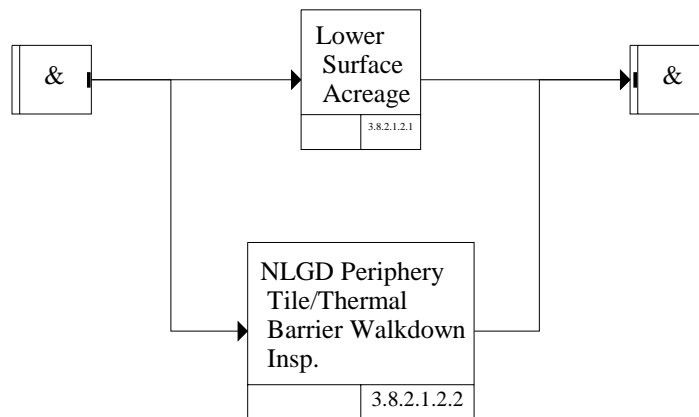 &
Lower
Surface
Acreage
3.8.2.1.2.1
&
NLGD Periphery
Tile/Thermal
Barrier Walkdown
Insp.
3.8.2.1.2.2